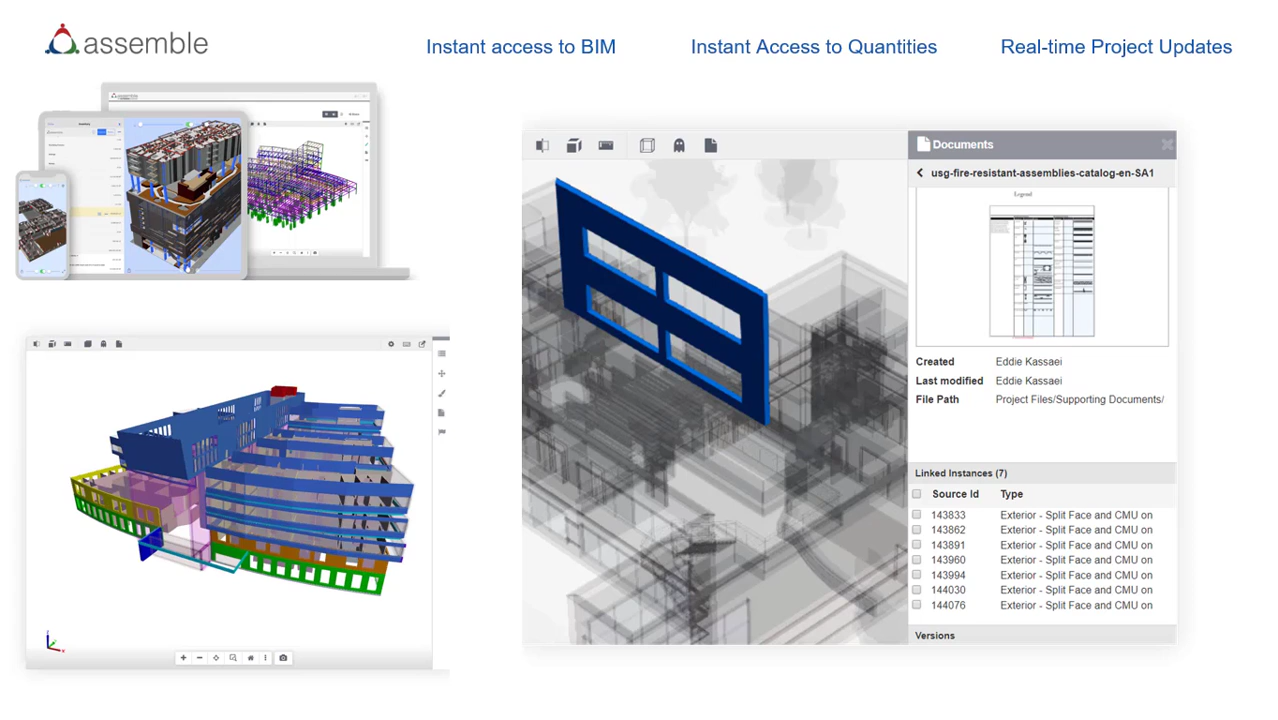 assemble
Instant access to BIM
Instant Access to Quantities
Real-time Project Updates
Documents
usg-fire-resistant-assemblies-catalog-en-SA1
Legend
Created Eddie Kassaei
Last modified Eddie Kassaei
File Path Project Files/Supporting Documents/
Linked Instances (7)
Source Id Type
143833 Exterior - Split Face and CMU on
143862 Exterior - Split Face and CMU on
143891 Exterior - Split Face and CMU on
143960 Exterior - Split Face and CMU on
143994 Exterior - Split Face and CMU on
144030 Exterior - Split Face and CMU on
144076 Exterior - Split Face and CMU on
Versions